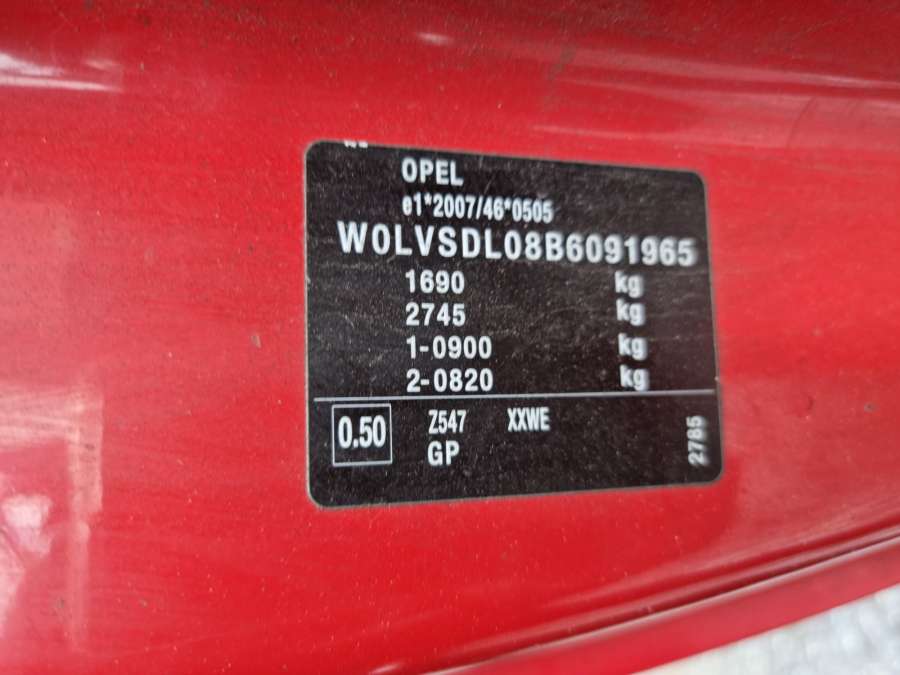 OPEL
e1*2007/46*0505
W0LVSDL08B6091965
1690 kg
2745 kg
1-0900 kg
2-0820 kg
0.50 Z547 XXWE
GP
2785